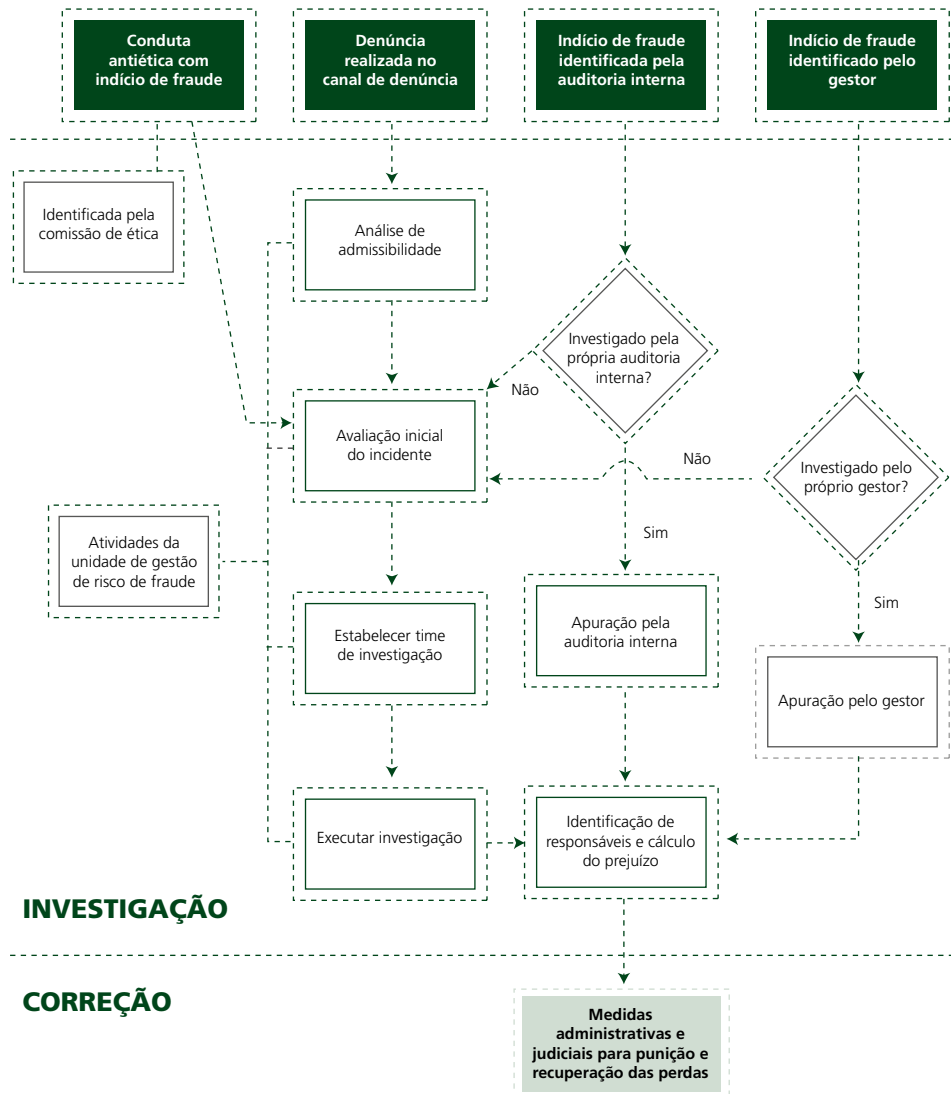 Conduta
antiética com
indício de fraude
Denúncia
realizada no
canal de denúncia
Indício de fraude
identificada pela
auditoria interna
Indício de fraude
identificado pelo
gestor
Identificada pela
comissão de ética
Análise de
admissibilidade
Investigado pela
própria auditoria
interna?
Não
Avaliação inicial
do incidente
Não
Investigado pelo
próprio gestor?
Atividades da
unidade de gestão
de risco de fraude
Sim
Sim
Estabelecer time
de investigação
Apuração pela
auditoria interna
Apuração pelo gestor
Executar investigação
Identificação de
responsáveis e cálculo
do prejuízo
INVESTIGAÇÃO
CORREÇÃO
Medidas
administrativas e
judiciais para punição e
recuperação das perdas